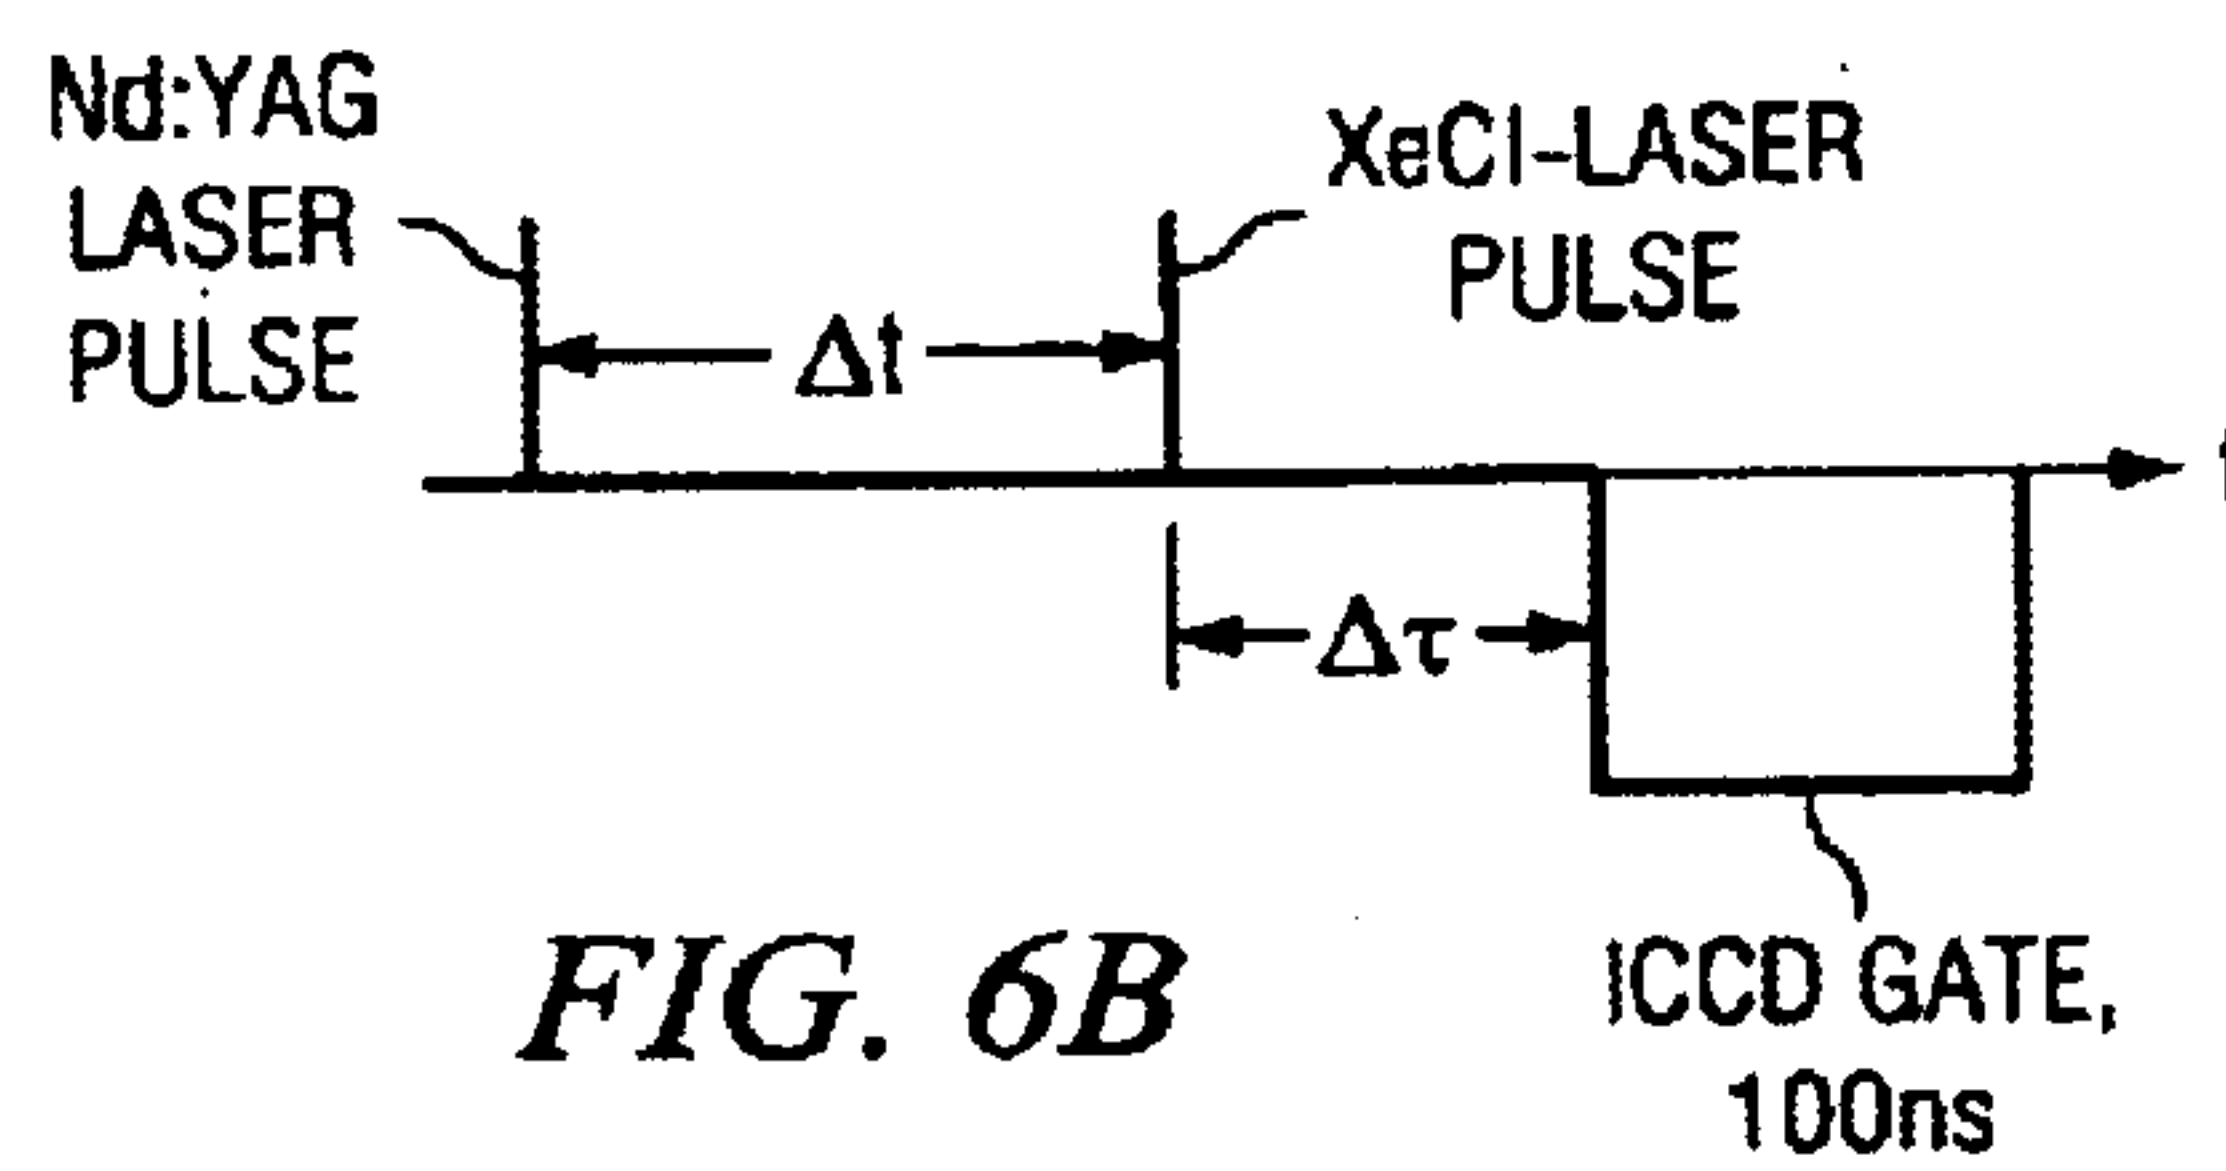 Nd:YAG
LASER
PULSE
XeCl-LASER
PULSE
Δt
t
Δτ
ICCD GATE,
100ns
FIG. 6B